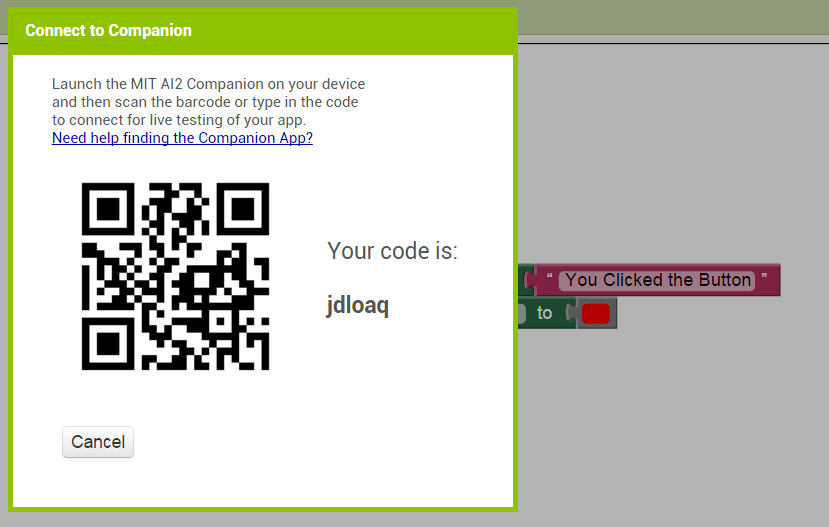 Connect to Companion
Launch the MIT AI2 Companion on your device
and then scan the barcode or type in the code
to connect for live testing of your app.
Need help finding the Companion App?
Your code is:
jdloaq
“ You Clicked the Button ”
to
Cancel